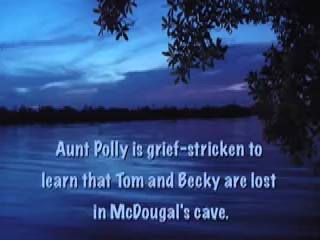 Aunt Polly is grief-stricken to
learn that Tom and Becky are lost
in McDougal's cave.